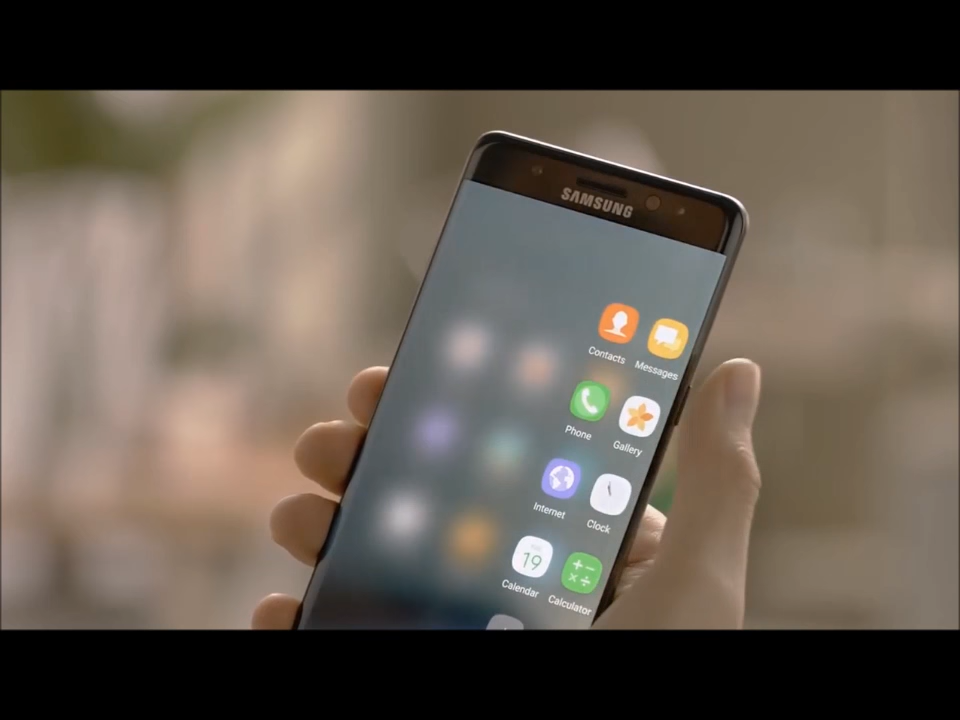 SAMSUNG
Contacts Messages
Phone Gallery
Internet Clock
19
Calendar Calculator